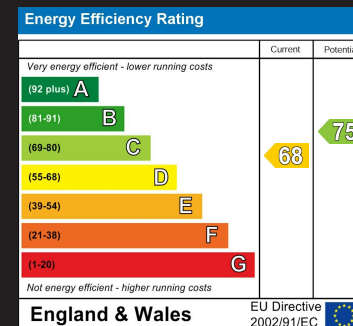 Energy Efficiency Rating
Current
Very energy efficient - lower running costs
(92 plus) A
(81-91) B
75
(69-80) C
68
(55-68) D
(39-54) E
(21-38) F
(1-20) G
Not energy efficient - higher running costs
England & Wales
EU Directive
2002/91/EC